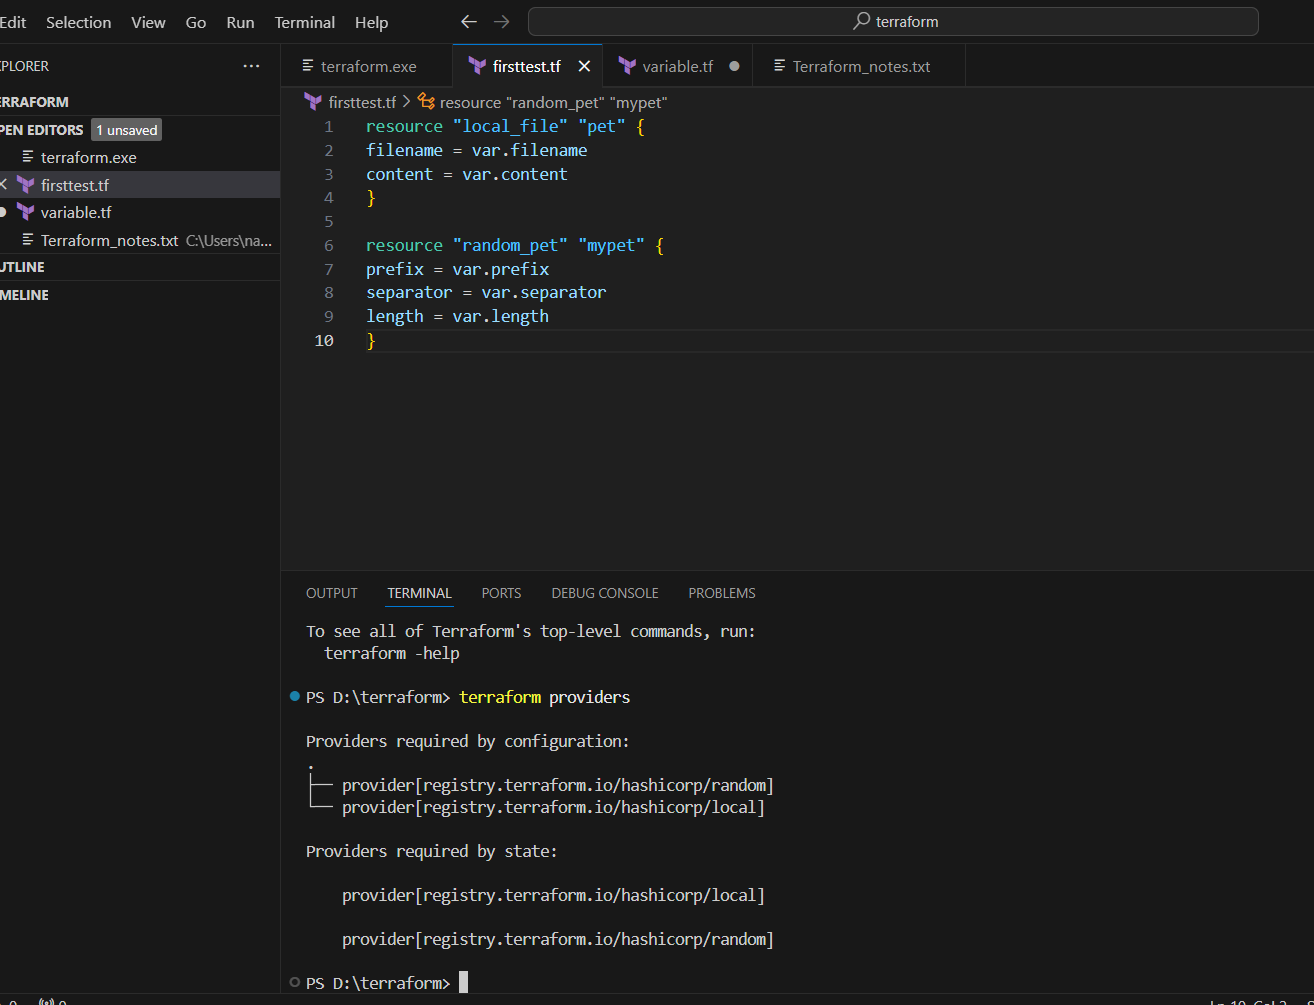 Edit Selection View Go Run Terminal Help
terraform
XPLORER
terraform.exe firsttest.tf variable.tf Terraform_notes.txt
ERRAFORM
PEN EDITORS 1 unsaved
terraform.exe
firsttest.tf
variable.tf
Terraform_notes.txt C:\Users\na...
UTLINE
MELINE
firsttest.tf > resource "random_pet" "mypet"
1 resource "local_file" "pet" {
2 filename = var.filename
3 content = var.content
4 }
5
6 resource "random_pet" "mypet" {
7 prefix = var.prefix
8 separator = var.separator
9 length = var.length
10 }
OUTPUT TERMINAL PORTS DEBUG CONSOLE PROBLEMS
To see all of Terraform's top-level commands, run:
terraform -help
PS D:\terraform> terraform providers
Providers required by configuration:
.
├── provider[registry.terraform.io/hashicorp/random]
└── provider[registry.terraform.io/hashicorp/local]
Providers required by state:
provider[registry.terraform.io/hashicorp/local]
provider[registry.terraform.io/hashicorp/random]
PS D:\terraform>